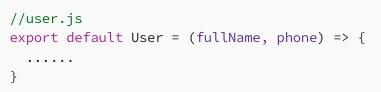 //user.js
export default User = (fullName, phone) => {
  ......
}